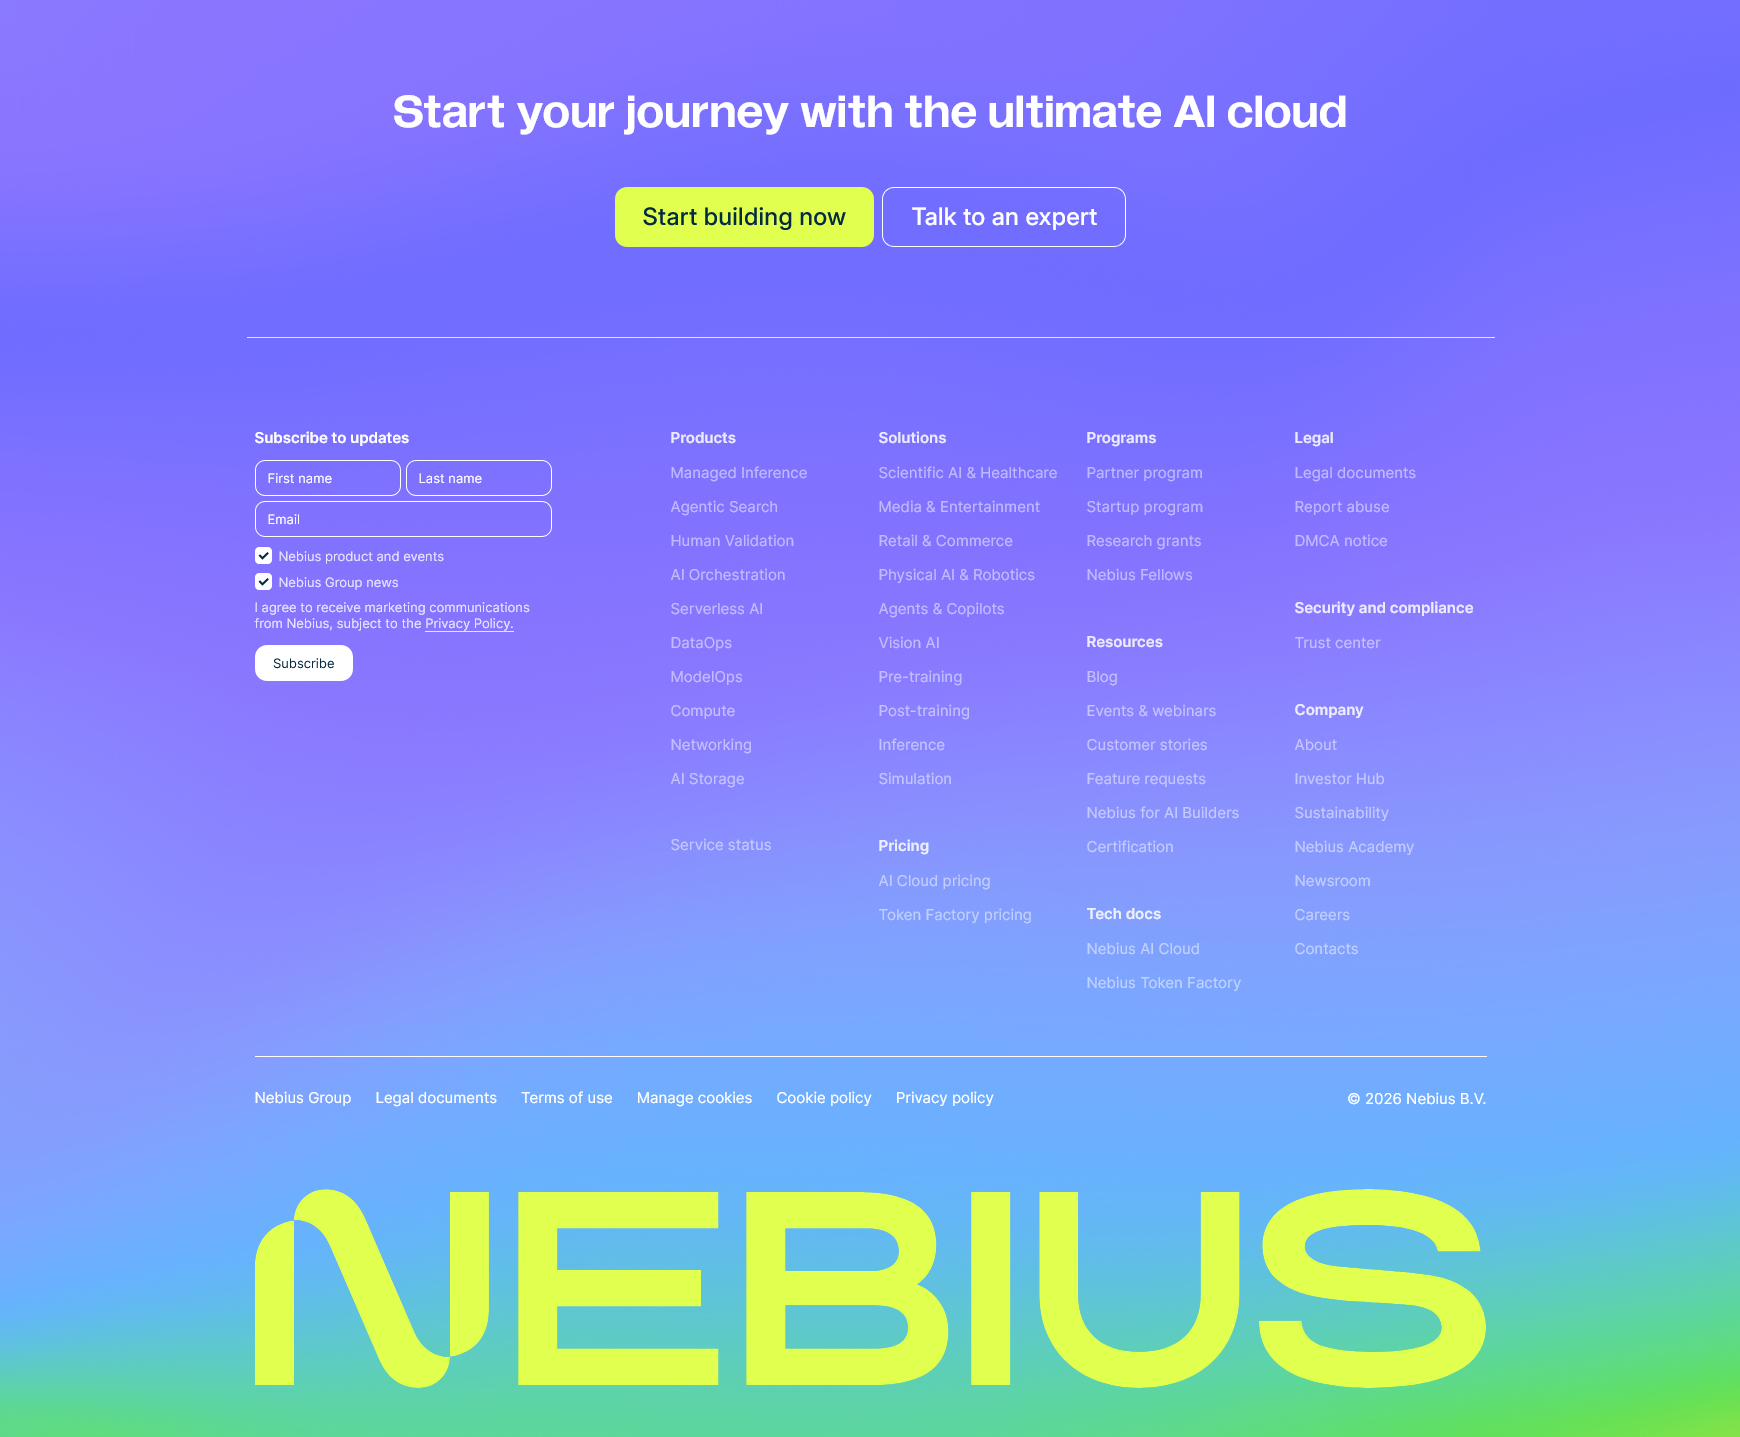 Start your journey with the ultimate AI cloud
Start building now
Talk to an expert
Subscribe to updates
First name
Last name
Email
Nebius product and events
Nebius Group news
I agree to receive marketing communications
from Nebius, subject to the Privacy Policy.
Subscribe
Products
Managed Inference
Agentic Search
Human Validation
AI Orchestration
Serverless AI
DataOps
ModelOps
Compute
Networking
AI Storage
Service status
Solutions
Scientific AI & Healthcare
Media & Entertainment
Retail & Commerce
Physical AI & Robotics
Agents & Copilots
Vision AI
Pre-training
Post-training
Inference
Simulation
Pricing
AI Cloud pricing
Token Factory pricing
Programs
Partner program
Startup program
Research grants
Nebius Fellows
Resources
Blog
Events & webinars
Customer stories
Feature requests
Nebius for AI Builders
Certification
Tech docs
Nebius AI Cloud
Nebius Token Factory
Legal
Legal documents
Report abuse
DMCA notice
Security and compliance
Trust center
Company
About
Investor Hub
Sustainability
Nebius Academy
Newsroom
Careers
Contacts
Nebius Group
Legal documents
Terms of use
Manage cookies
Cookie policy
Privacy policy
© 2026 Nebius B.V.
NEBIUS